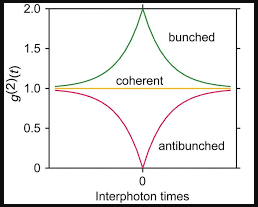 2.0
bunched
1.5
coherent
1.0
g(2)(t)
0.5
antibunched
0
0
Interphoton times